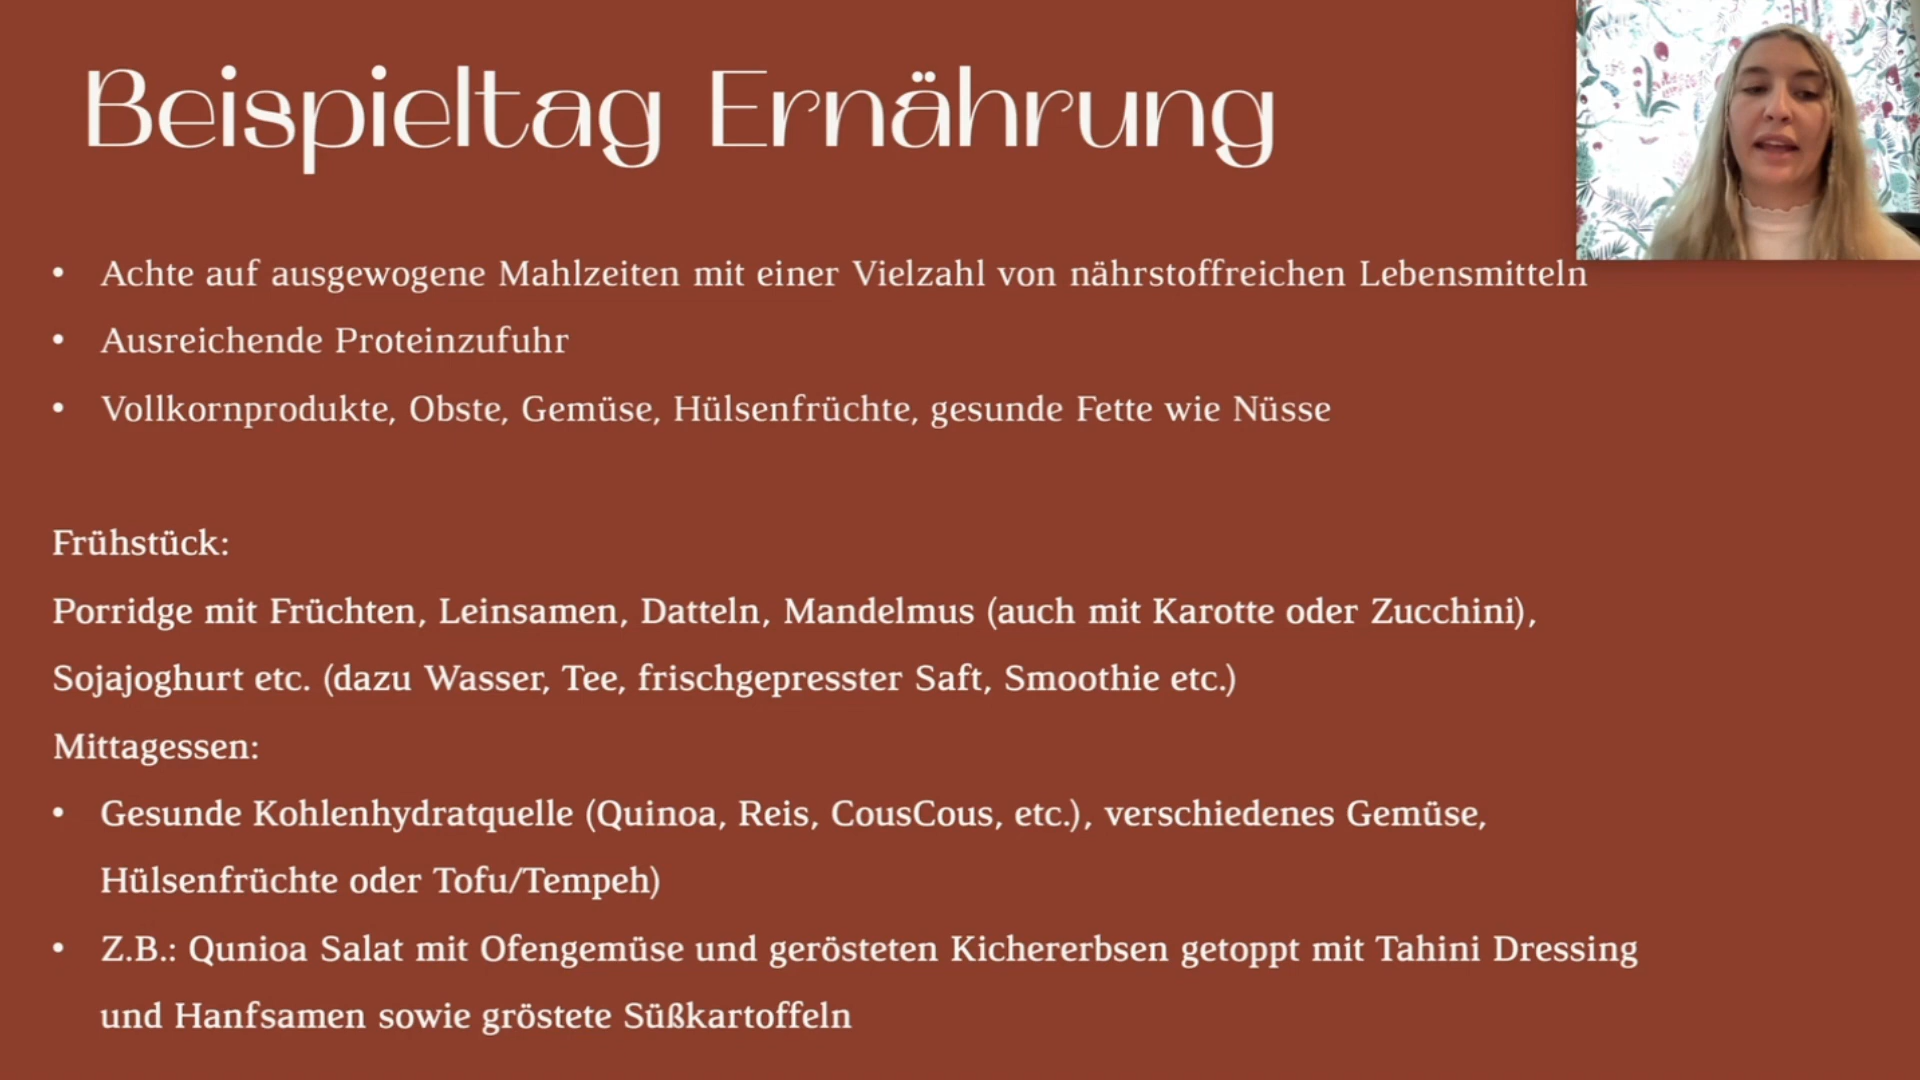 Beispieltag Ernährung
• Achte auf ausgewogene Mahlzeiten mit einer Vielzahl von nährstoffreichen Lebensmitteln
• Ausreichende Proteinzufuhr
• Vollkornprodukte, Obste, Gemüse, Hülsenfrüchte, gesunde Fette wie Nüsse
Frühstück:
Porridge mit Früchten, Leinsamen, Datteln, Mandelmus (auch mit Karotte oder Zucchini),
Sojajoghurt etc. (dazu Wasser, Tee, frischgepresster Saft, Smoothie etc.)
Mittagessen:
• Gesunde Kohlenhydratquelle (Quinoa, Reis, CousCous, etc.), verschiedenes Gemüse,
Hülsenfrüchte oder Tofu/Tempeh)
• Z.B.: Qunioa Salat mit Ofengemüse und gerösteten Kichererbsen getoppt mit Tahini Dressing
und Hanfsamen sowie gröstete Süßkartoffeln